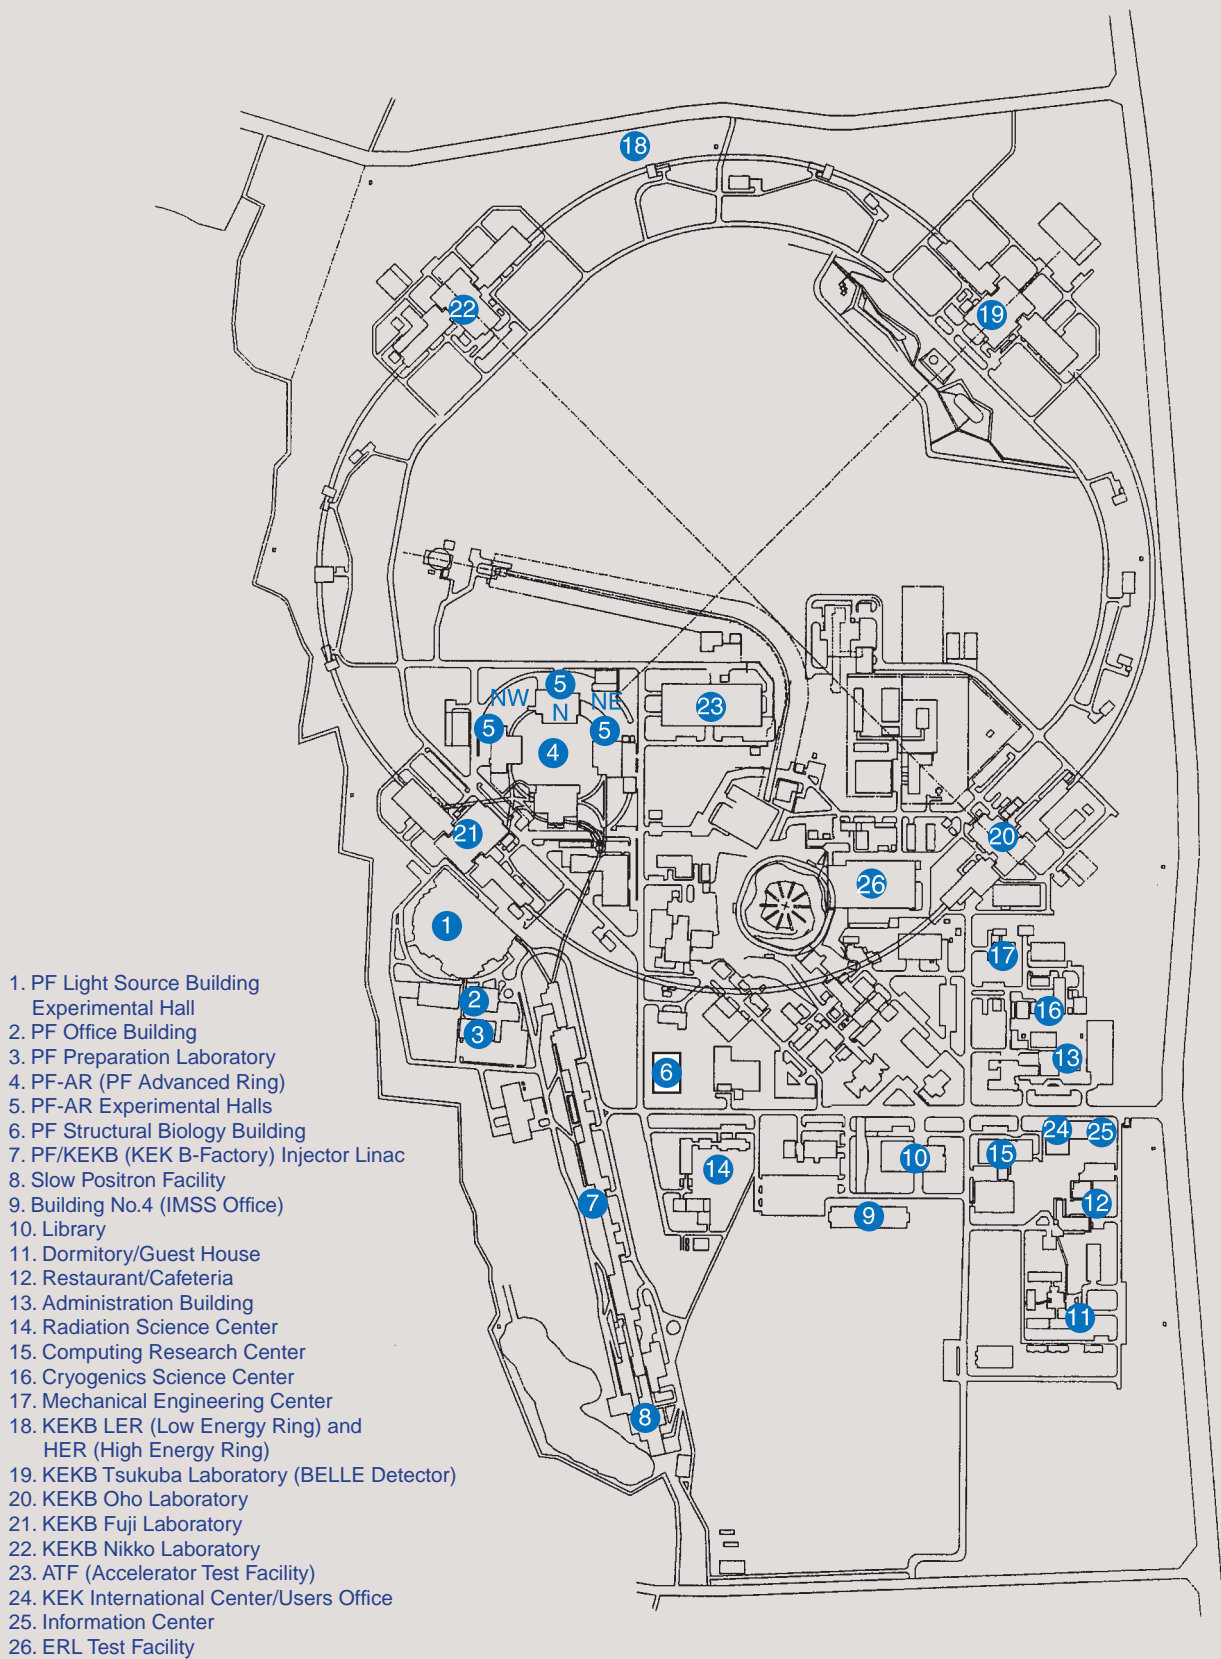 18
22
19
5
NW
NE
N
23
5
5
4
21
20
26
1
17
2
16
3
13
6
24
25
15
10
14
12
7
9
11
8
1. PF Light Source Building
Experimental Hall
2. PF Office Building
3. PF Preparation Laboratory
4. PF-AR (PF Advanced Ring)
5. PF-AR Experimental Halls
6. PF Structural Biology Building
7. PF/KEKB (KEK B-Factory) Injector Linac
8. Slow Positron Facility
9. Building No.4 (IMSS Office)
10. Library
11. Dormitory/Guest House
12. Restaurant/Cafeteria
13. Administration Building
14. Radiation Science Center
15. Computing Research Center
16. Cryogenics Science Center
17. Mechanical Engineering Center
18. KEKB LER (Low Energy Ring) and
HER (High Energy Ring)
19. KEKB Tsukuba Laboratory (BELLE Detector)
20. KEKB Oho Laboratory
21. KEKB Fuji Laboratory
22. KEKB Nikko Laboratory
23. ATF (Accelerator Test Facility)
24. KEK International Center/Users Office
25. Information Center
26. ERL Test Facility